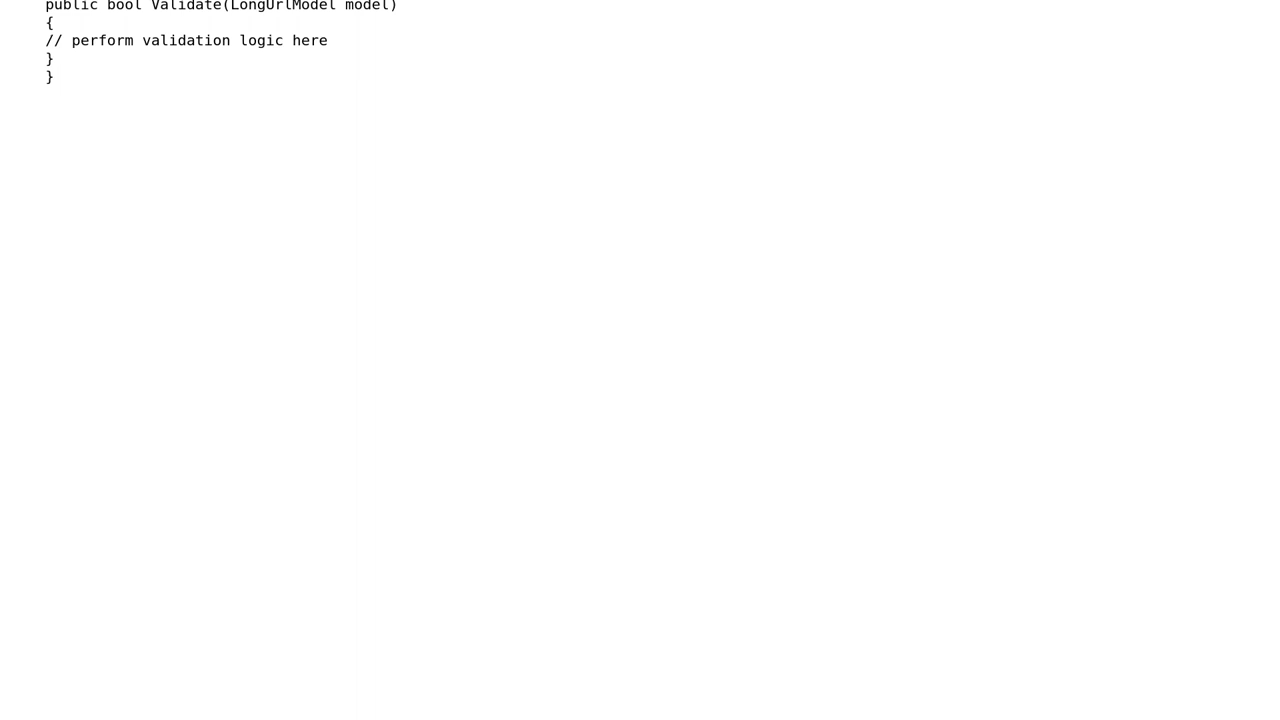 public bool Validate(LongUrlModel model)
{
// perform validation logic here
}
}